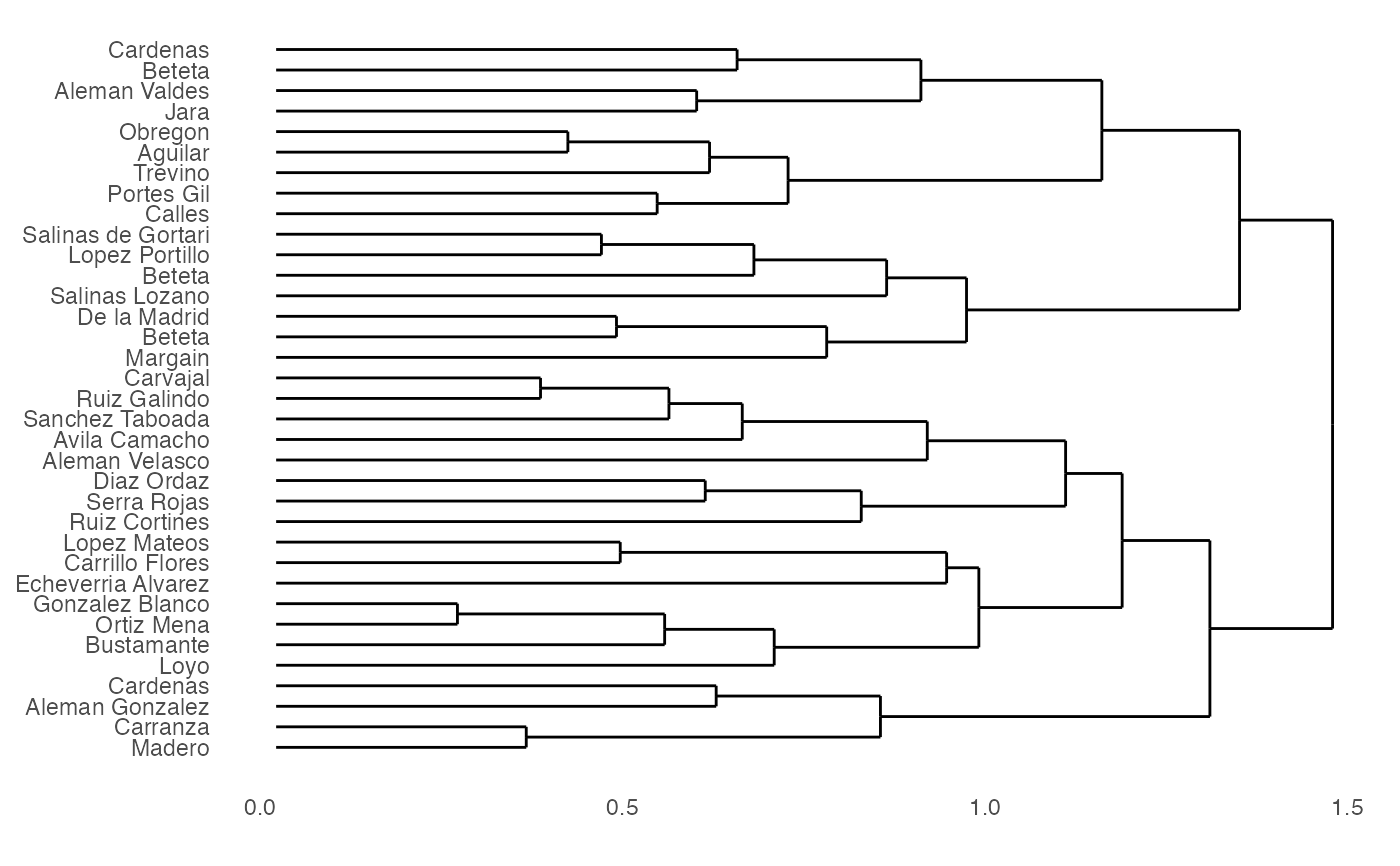 Cardenas
Beteta
Aleman Valdes
Jara
Obregon
Aguilar
Trevino
Portes Gil
Calles
Salinas de Gortari
Lopez Portillo
Beteta
Salinas Lozano
De la Madrid
Beteta
Margain
Carvajal
Ruiz Galindo
Sanchez Taboada
Avila Camacho
Aleman Velasco
Diaz Ordaz
Serra Rojas
Ruiz Cortines
Lopez Mateos
Carrillo Flores
Echeverria Alvarez
Gonzalez Blanco
Ortiz Mena
Bustamante
Loyo
Cardenas
Aleman Gonzalez
Carranza
Madero
0.0 0.5 1.0 1.5